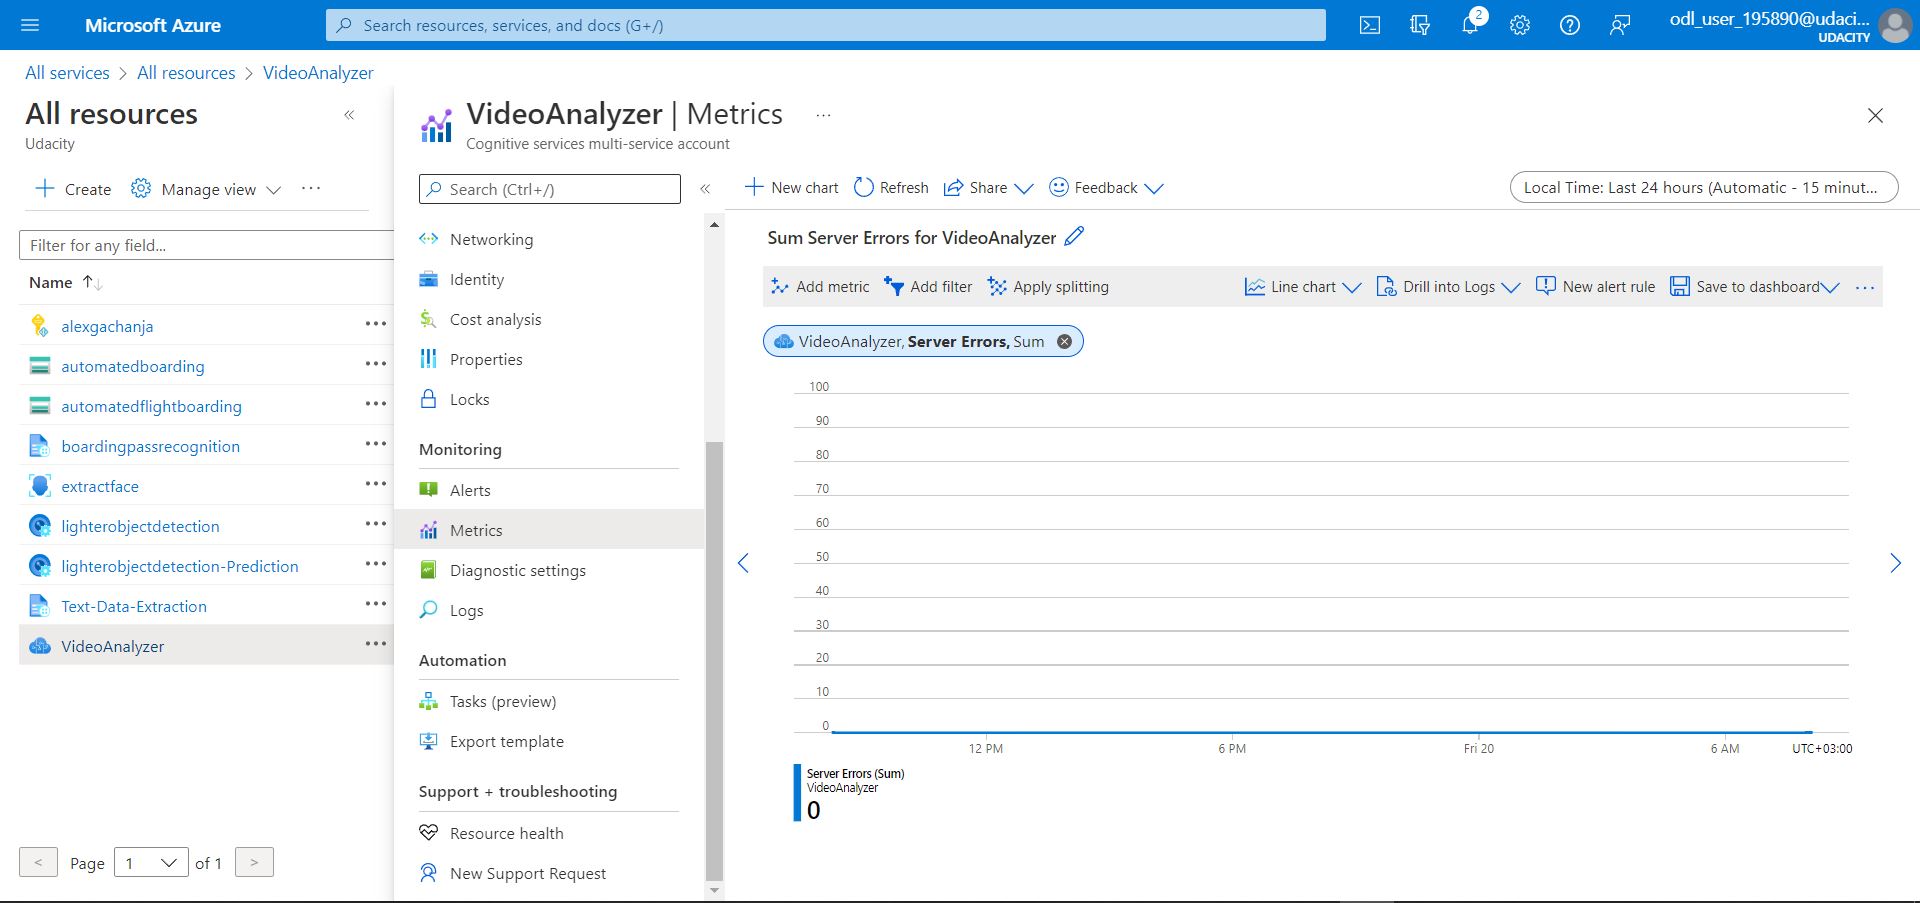 Microsoft Azure
Search resources, services, and docs (G+/)
2
odl_user_195890@udaci...
UDACITY
All services > All resources > VideoAnalyzer
All resources
Udacity
Create
Manage view
Filter for any field...
Name
alexgachanja
automatedboarding
automatedflightboarding
boardingpassrecognition
extractface
lighterobjectdetection
lighterobjectdetection-Prediction
Text-Data-Extraction
VideoAnalyzer
< Page 1 of 1 >
VideoAnalyzer | Metrics
Cognitive services multi-service account
Search (Ctrl+/)
Networking
Identity
Cost analysis
Properties
Locks
Monitoring
Alerts
Metrics
Diagnostic settings
Logs
Automation
Tasks (preview)
Export template
Support + troubleshooting
Resource health
New Support Request
New chart
Refresh
Share
Feedback
Local Time: Last 24 hours (Automatic - 15 minut...
Sum Server Errors for VideoAnalyzer
Add metric
Add filter
Apply splitting
Line chart
Drill into Logs
New alert rule
Save to dashboard
VideoAnalyzer, Server Errors, Sum
100
90
80
70
60
50
40
30
20
10
0
12 PM
6 PM
Fri 20
6 AM
UTC+03:00
Server Errors (Sum)
VideoAnalyzer
0